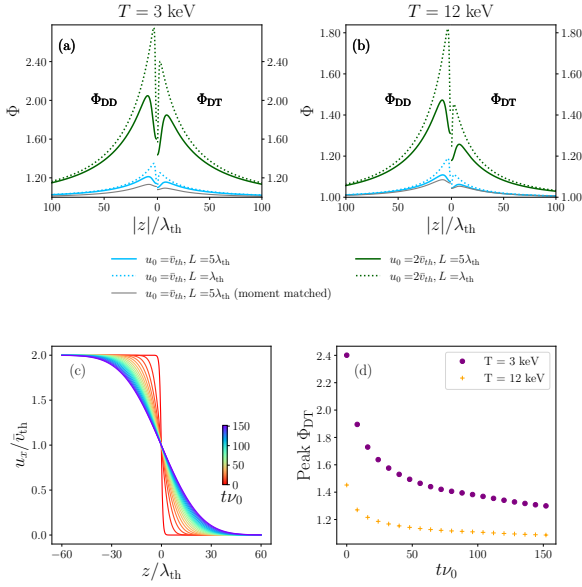 T = 3 keV
T = 12 keV
(a)
(b)
Φ
2.40
2.00
1.60
1.20
2.40
2.00
1.60
1.20
Φ_DD
Φ_DT
100
50
0
50
100
|z|/λ_th
Φ
1.80
1.60
1.40
1.20
1.00
1.80
1.60
1.40
1.20
1.00
Φ_DD
Φ_DT
100
50
0
50
100
|z|/λ_th
u_0 = v̄_th, L = 5λ_th
u_0 = v̄_th, L = λ_th
u_0 = v̄_th, L = 5λ_th (moment matched)
u_0 = 2v̄_th, L = 5λ_th
u_0 = 2v̄_th, L = λ_th
(c)
u_x/v̄_th
2.0
1.5
1.0
0.5
0.0
−60
−30
0
30
60
z/λ_th
150
100
50
0
tν_0
(d)
T = 3 keV
T = 12 keV
Peak Φ_DT
2.4
2.2
2.0
1.8
1.6
1.4
1.2
0
50
100
150
tν_0